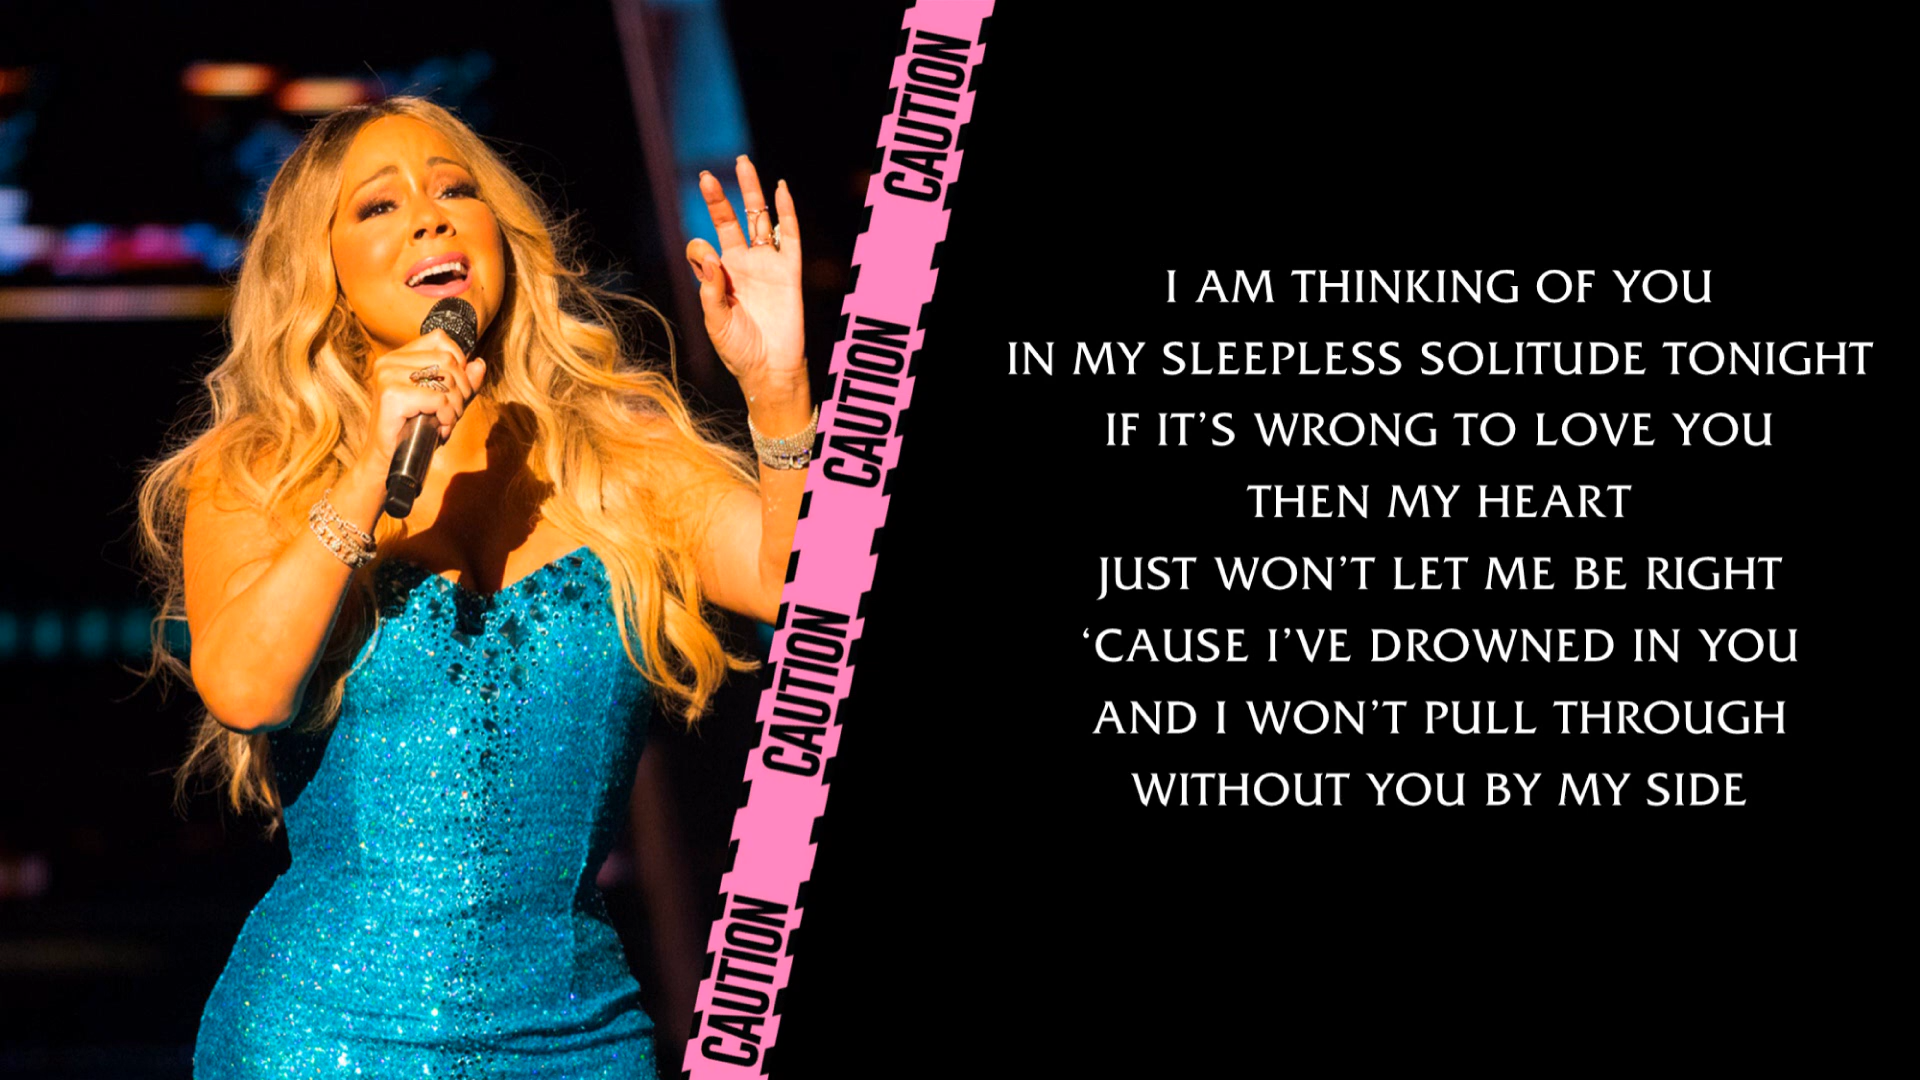 CAUTION
CAUTION
CAUTION
CAUTION
I AM THINKING OF YOU
IN MY SLEEPLESS SOLITUDE TONIGHT
IF IT’S WRONG TO LOVE YOU
THEN MY HEART
JUST WON’T LET ME BE RIGHT
‘CAUSE I’VE DROWNED IN YOU
AND I WON’T PULL THROUGH
WITHOUT YOU BY MY SIDE